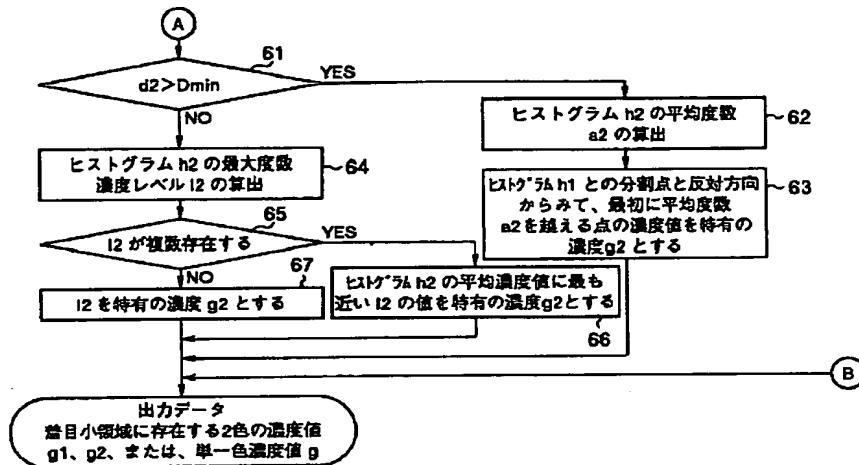 A
61
d2>Dmin
YES
NO
ヒストグラム h2 の平均度数
a2 の算出
62
ヒストグラム h2 の最大度数
濃度レベル l2 の算出
64
ヒストグラム h1 との分割点と反対方向
からみて、最初に平均度数
a2を越える点の濃度値を特有の
濃度g2 とする
63
65
l2 が複数存在する
YES
NO
67
l2 を特有の濃度 g2 とする
ヒストグラム h2 の平均濃度値に最も
近い l2 の値を特有の濃度g2とする
66
B
出力データ
着目小領域に存在する2色の濃度値
g1、g2、または、単一色濃度値 g